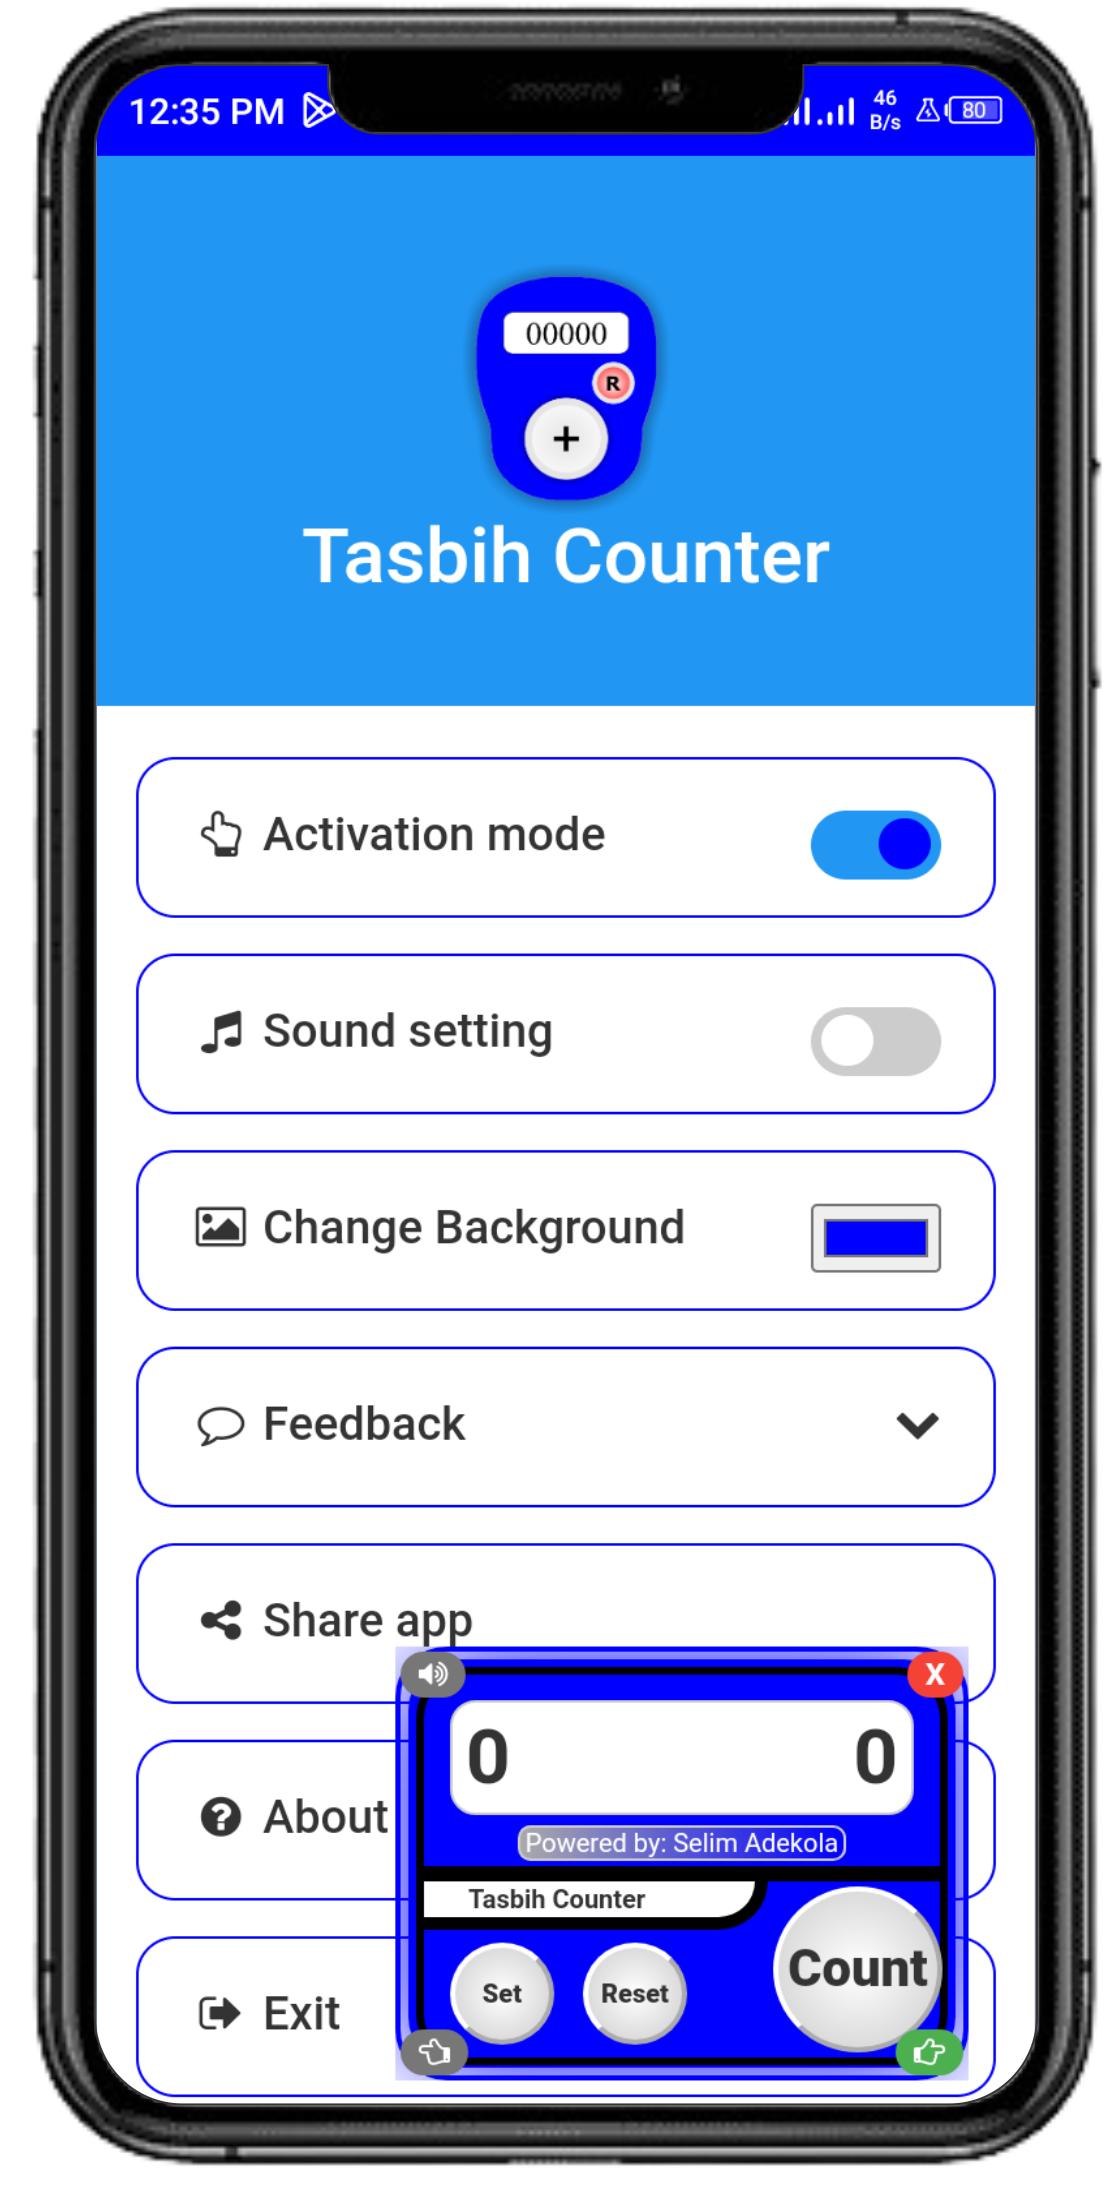 12:35 PM
46
B/s
80
00000
R
+
Tasbih Counter
Activation mode
Sound setting
Change Background
Feedback
Share app
X
0 0
About
Powered by: Selim Adekola
Tasbih Counter
Count
Set Reset
Exit